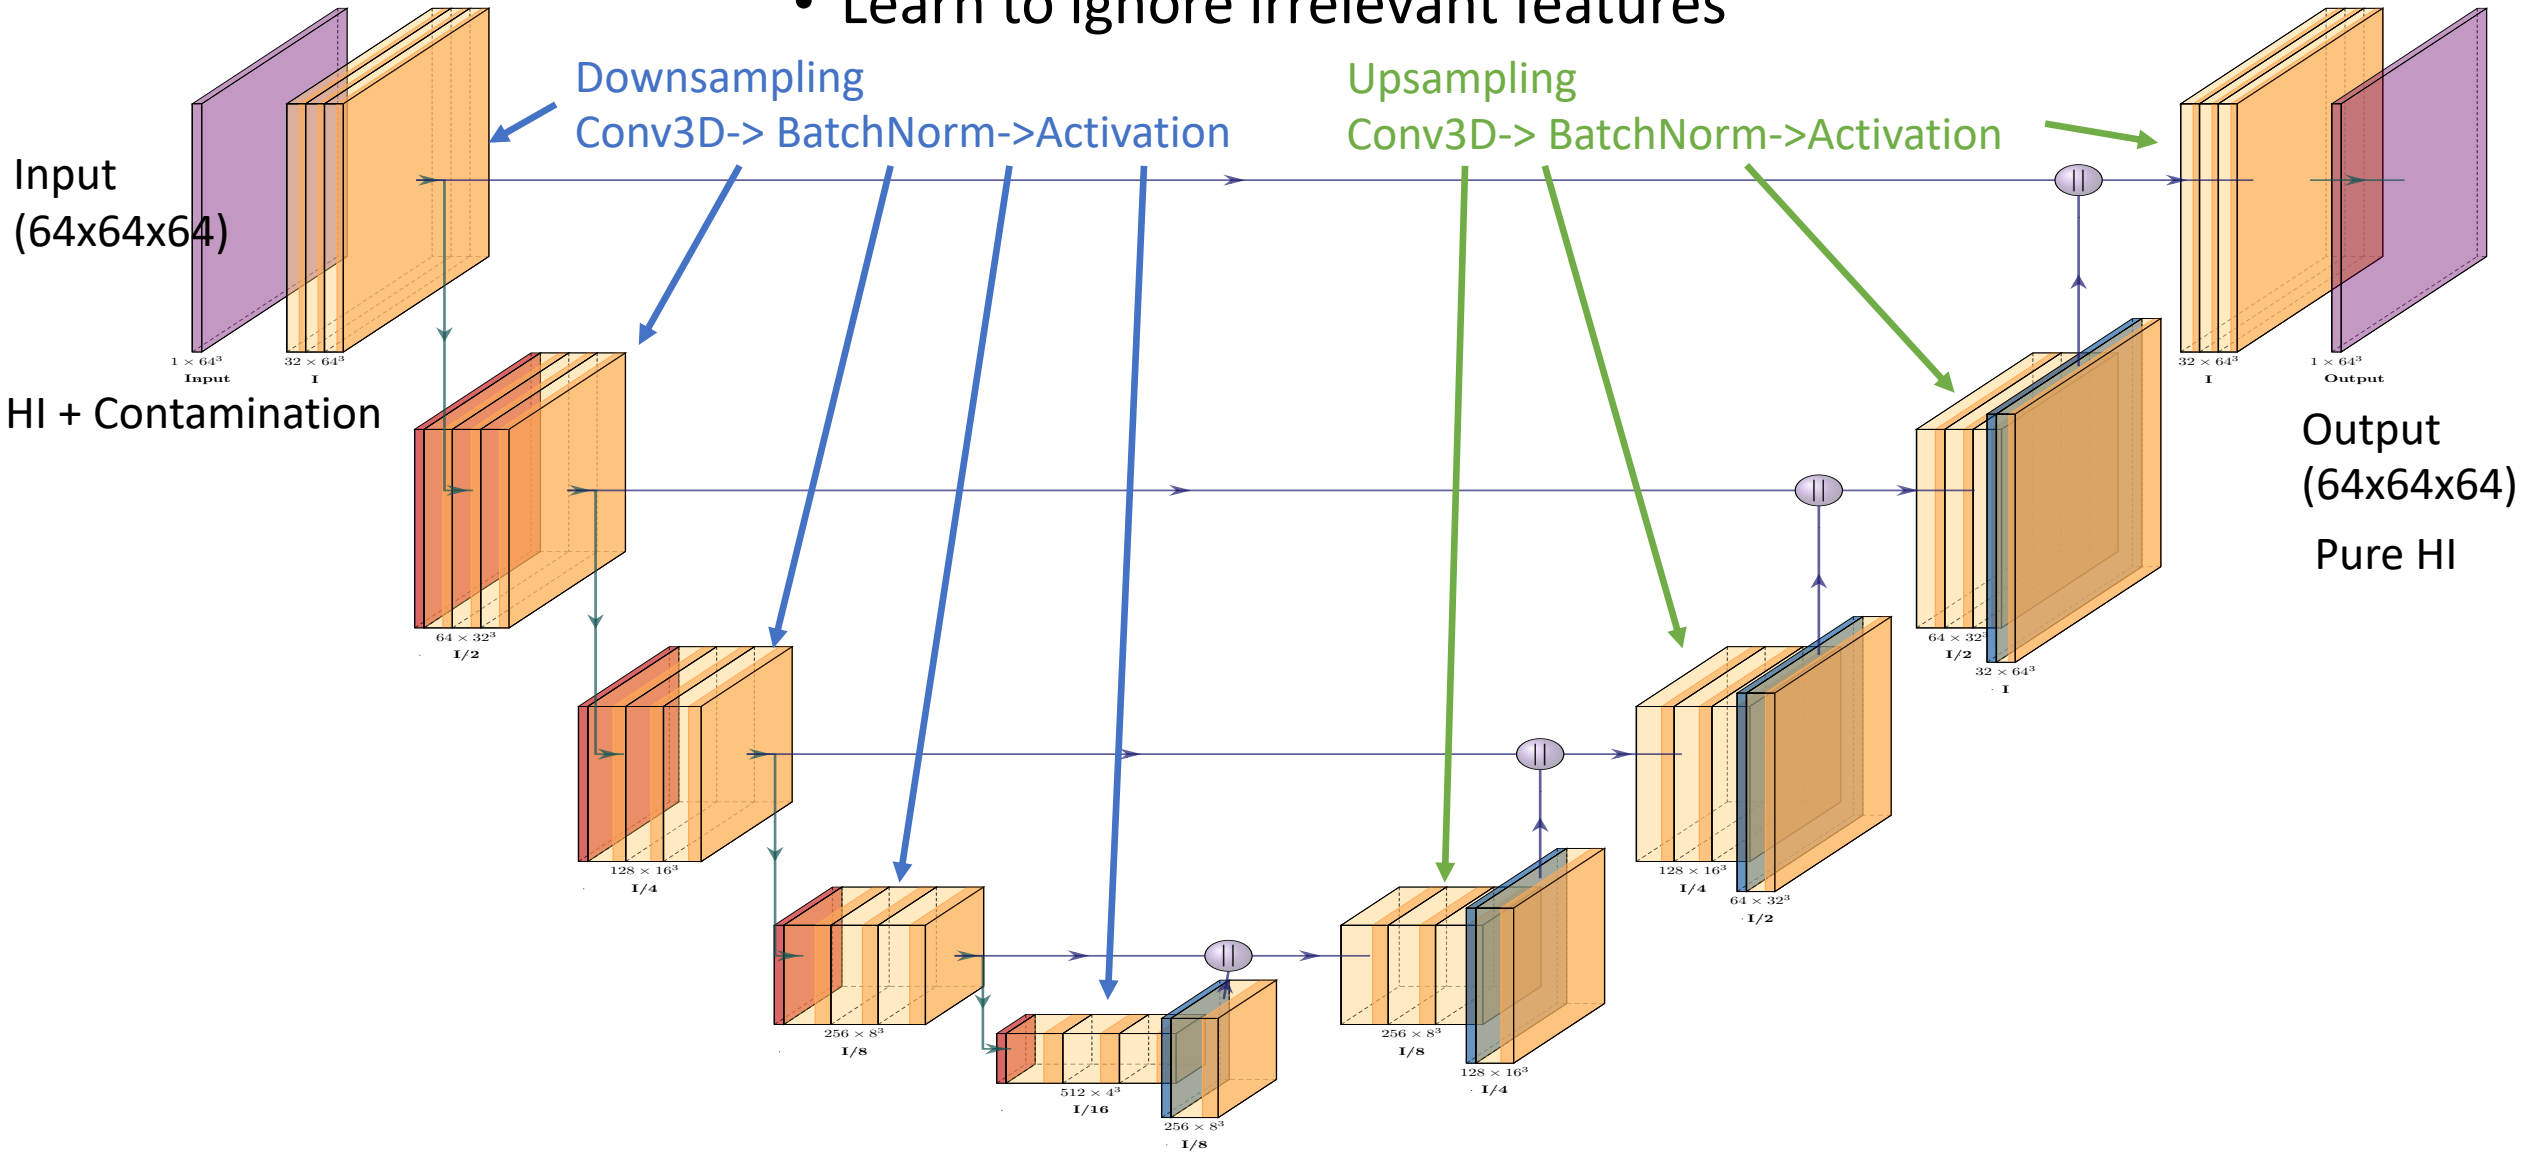 • Learn to ignore irrelevant features
Downsampling
Conv3D-> BatchNorm->Activation
Upsampling
Conv3D-> BatchNorm->Activation
Input
(64x64x64)
1 × 64³
Input
32 × 64³
I
HI + Contamination
64 × 32³
I/2
128 × 16³
I/4
256 × 8³
I/8
512 × 4³
I/16
256 × 8³
I/8
||
256 × 8³
I/8
128 × 16³
I/4
||
128 × 16³
I/4
64 × 32³
I/2
||
64 × 32³
I/2
32 × 64³
I
||
32 × 64³
I
1 × 64³
Output
Output
(64x64x64)
Pure HI